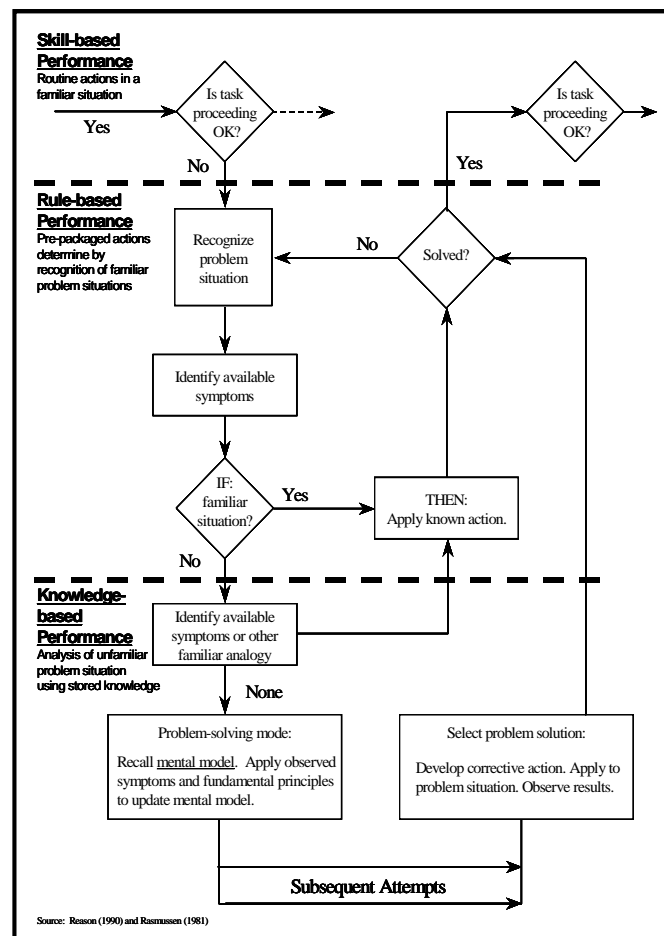 Skill-based
Performance
Routine actions in a
familiar situation
Yes
Is task
proceeding
OK?
No
Is task
proceeding
OK?
Yes
Rule-based
Performance
Pre-packaged actions
determine by
recognition of familiar
problem situations
Recognize
problem
situation
No
Solved?
Identify available
symptoms
IF:
familiar
situation?
Yes
THEN:
Apply known action.
No
Knowledge-
based
Performance
Analysis of unfamiliar
problem situation
using stored knowledge
Identify available
symptoms or other
familiar analogy
None
Problem-solving mode:
Recall mental model. Apply observed
symptoms and fundamental principles
to update mental model.
Select problem solution:
Develop corrective action. Apply to
problem situation. Observe results.
Subsequent Attempts
Source: Reason (1990) and Rasmussen (1981)